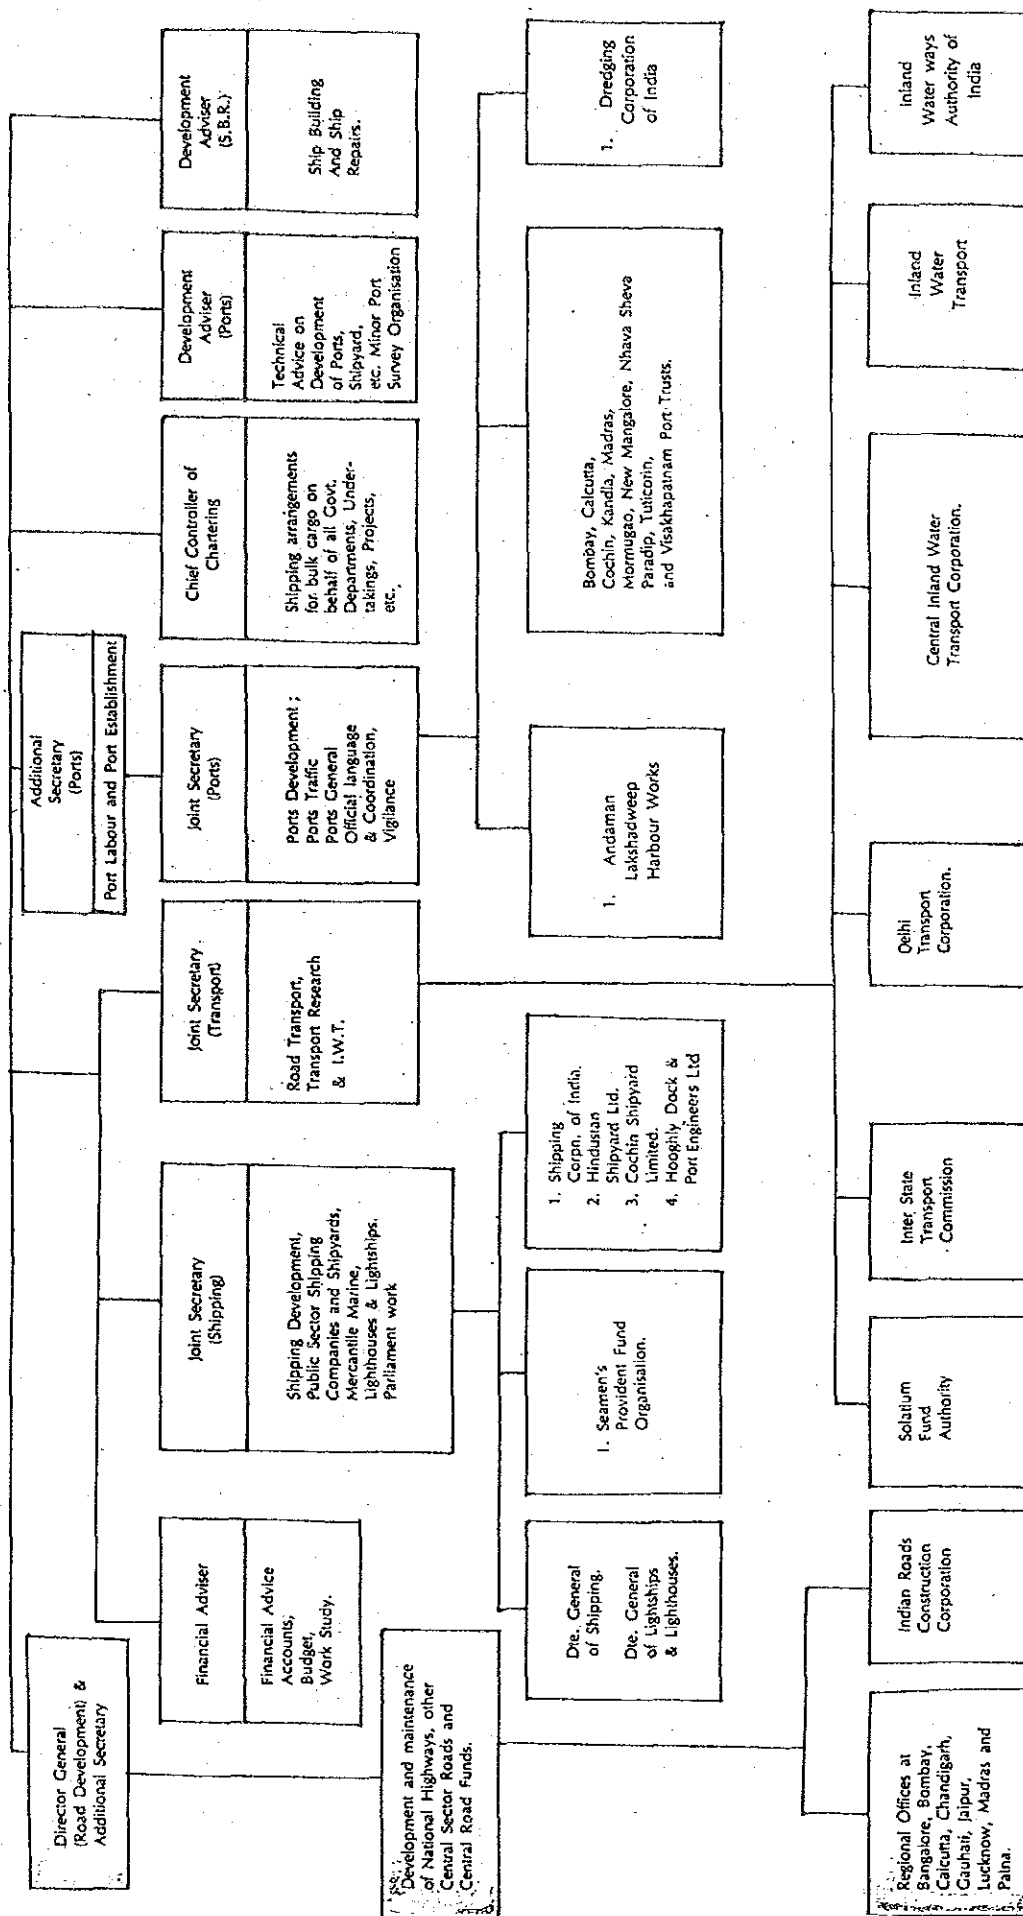 Director General
(Road Development) &
Additional Secretary
Additional
Secretary
(Ports)
Port Labour and Port Establishment
Financial Adviser
Financial Advice
Accounts;
Budget,
Work Study.
Joint Secretary
(Shipping)
Shipping Development,
Public Sector Shipping
Companies and Shipyards,
Mercantile Marine,
Lighthouses & Lightships.
Parliament work
Joint Secretary
(Transport)
Road Transport,
Transport Research
& I.W.T.
Joint Secretary
(Ports)
Ports Development ;
Ports Traffic
Ports General
Official language
& Coordination,
Vigilance
Chief Controller of
Chartering
Shipping arrangements
for bulk cargo on
behalf of all Govt.
Departments, Under-
takings, Projects,
etc.
Development
Adviser
(Ports)
Technical
Advice on
Development
of Ports,
Shipyard,
etc. Minor Port
Survey Organisation
Development
Adviser
(S.B.R.)
Ship Building
And Ship
Repairs.
Development and maintenance
of National Highways, other
Central Sector Roads and
Central Road Funds.
Dte. General
of Shipping.
Dte. General
of Lightships
& Lighthouses.
1. Seamen's
Provident Fund
Organisation.
1. Shipping
Corpn. of India.
2. Hindustan
Shipyard Ltd.
3. Cochin Shipyard
Limited.
4. Hooghly Dock &
Port Engineers Ltd
1. Andaman
Lakshadweep
Harbour Works
Bombay, Calcutta,
Cochin, Kandla, Madras,
Mormugao, New Mangalore, Nhava Sheva
Paradip, Tuticorin,
and Visakhapatnam Port Trusts.
1. Dredging
Corporation
of India
Regional Offices at
Bangalore, Bombay,
Calcutta, Chandigarh,
Gauhati, Jaipur,
Lucknow, Madras and
Patna.
Indian Roads
Construction
Corporation
Solatium
Fund
Authority
Inter State
Transport
Commission
Delhi
Transport
Corporation.
Central Inland Water
Transport Corporation.
Inland
Water
Transport
Inland
Water ways
Authority of
India